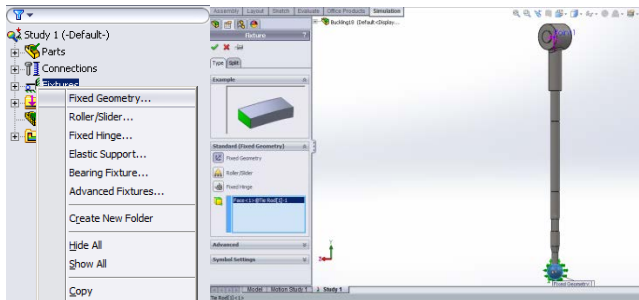 Study 1 (-Default-)
Parts
Connections
Fixtures
Fixed Geometry...
Roller/Slider...
Fixed Hinge...
Elastic Support...
Bearing Fixture...
Advanced Fixtures...
Create New Folder
Hide All
Show All
Copy
Assembly Layout Sketch Evaluate Office Products Simulation
Fixture ?
Type Split
Example
Standard (Fixed Geometry)
Fixed Geometry
Roller/Slider
Fixed Hinge
Face<1>@Tie Rod[1]-1
Advanced
Symbol Settings
Model Motion Study 1 Study 1
Tie Rod[1]<1>
Fixed Geometry: